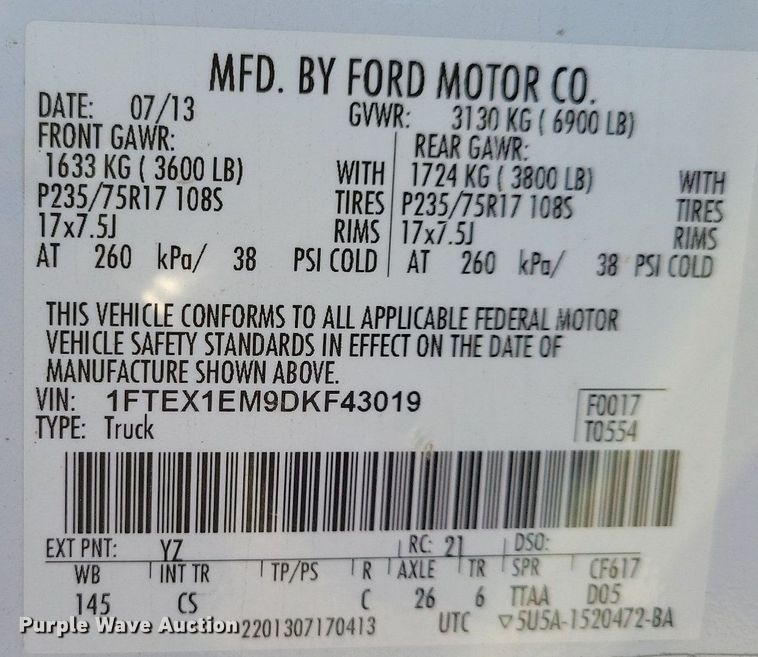 MFD. BY FORD MOTOR CO.
DATE: 07/13 GVWR: 3130 KG ( 6900 LB)
FRONT GAWR: REAR GAWR:
1633 KG ( 3600 LB) WITH 1724 KG ( 3800 LB) WITH
P235/75R17 108S TIRES P235/75R17 108S TIRES
17x7.5J RIMS 17x7.5J RIMS
AT 260 kPa/ 38 PSI COLD AT 260 kPa/ 38 PSI COLD
THIS VEHICLE CONFORMS TO ALL APPLICABLE FEDERAL MOTOR
VEHICLE SAFETY STANDARDS IN EFFECT ON THE DATE OF
MANUFACTURE SHOWN ABOVE.
VIN: 1FTEX1EM9DKF43019 F0017
TYPE: Truck T0554
EXT PNT: YZ RC: 21 DSO:
WB INT TR TP/PS R AXLE TR SPR CF617
145 CS C 26 6 TTAA D05
Purple Wave Auction 2201307170413 UTC ▽5U5A-1520472-BA